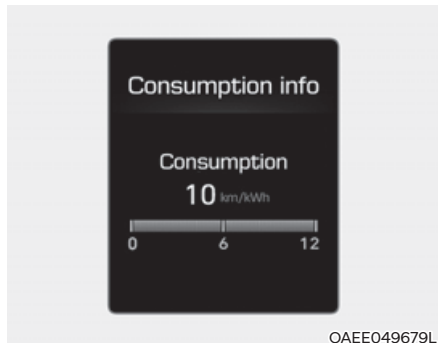 Consumption info
Consumption
10 km/kWh
0 6 12
OAEE049679L